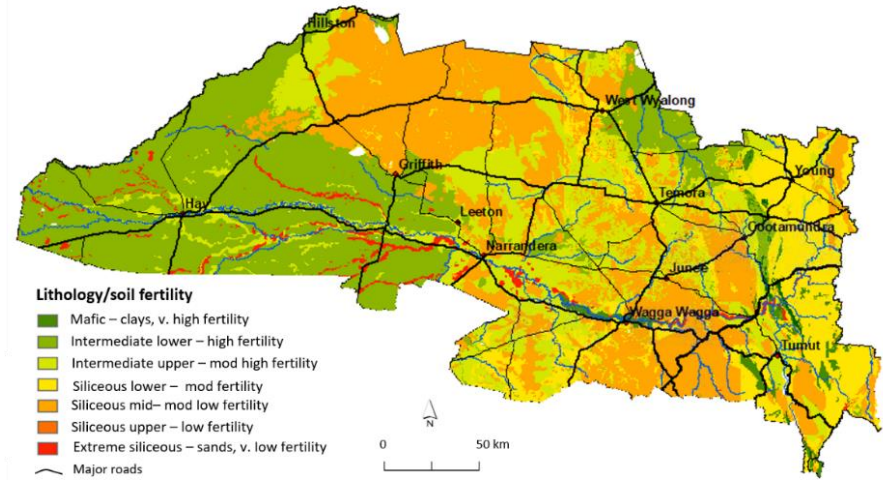 Hillston
West Wyalong
Griffith
Young
Hay
Temora
Leeton
Cootamundra
Narrandera
Junee
Wagga Wagga
Tumut
Lithology/soil fertility
Mafic – clays, v. high fertility
Intermediate lower – high fertility
Intermediate upper – mod high fertility
Siliceous lower – mod fertility
Siliceous mid– mod low fertility
Siliceous upper – low fertility
Extreme siliceous – sands, v. low fertility
Major roads
N
0 50 km